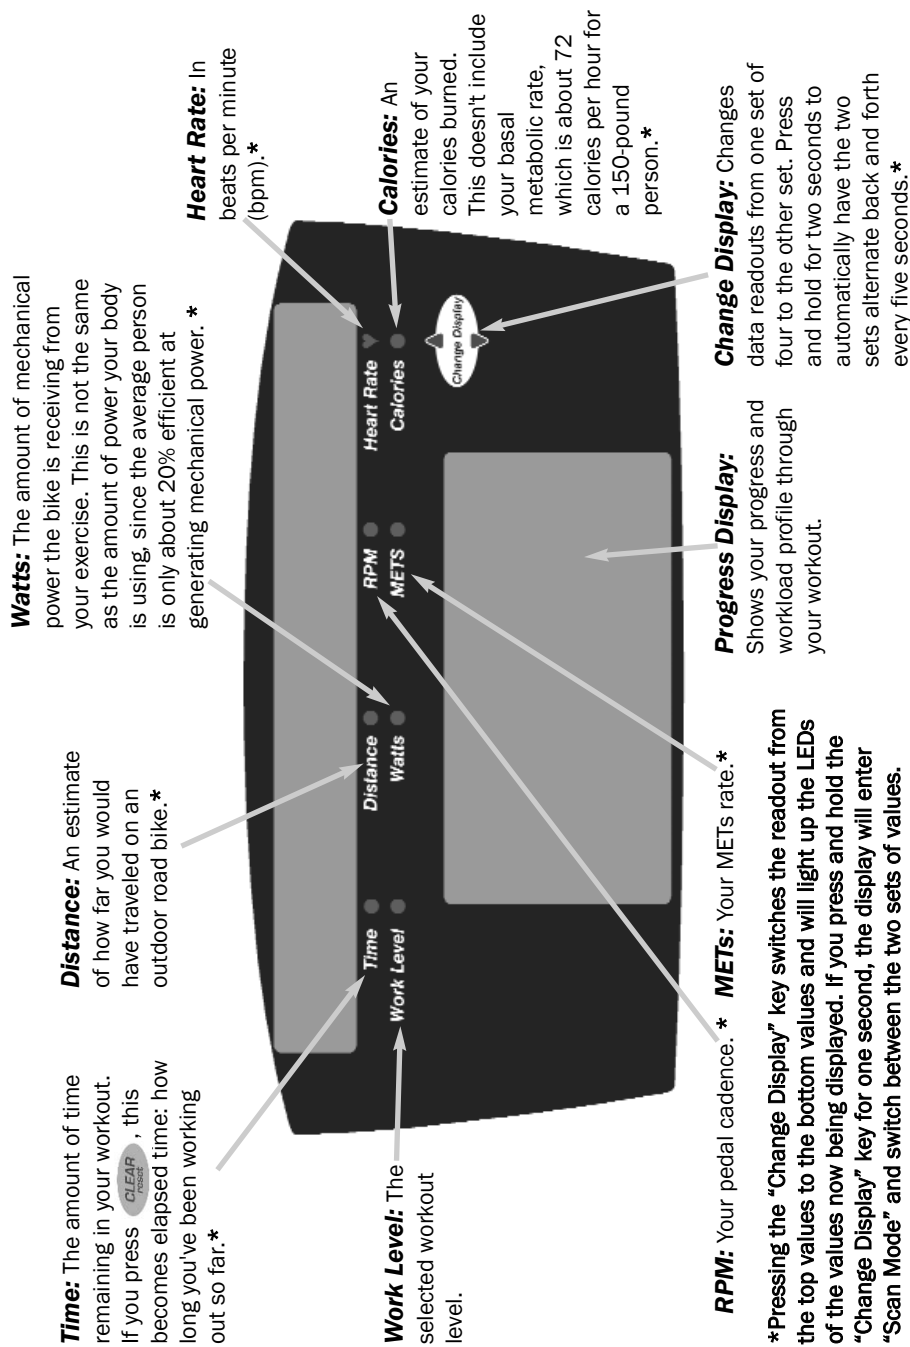 Time: The amount of time
remaining in your workout.
If you press CLEAR reset , this
becomes elapsed time: how
long you've been working
out so far.*
Distance: An estimate
of how far you would
have traveled on an
outdoor road bike.*
Watts: The amount of mechanical
power the bike is receiving from
your exercise. This is not the same
as the amount of power your body
is using, since the average person
is only about 20% efficient at
generating mechanical power. *
Heart Rate: In
beats per minute
(bpm).*
Calories: An
estimate of your
calories burned.
This doesn't include
your basal
metabolic rate,
which is about 72
calories per hour for
a 150-pound
person.*
Time
Distance
RPM
Heart Rate
Work Level
Watts
METS
Calories
Change Display
Work Level: The
selected workout
level.
RPM: Your pedal cadence. *
METs: Your METs rate.*
Progress Display:
Shows your progress and
workload profile through
your workout.
Change Display: Changes
data readouts from one set of
four to the other set. Press
and hold for two seconds to
automatically have the two
sets alternate back and forth
every five seconds.*
*Pressing the “Change Display” key switches the readout from
the top values to the bottom values and will light up the LEDs
of the values now being displayed. If you press and hold the
“Change Display” key for one second, the display will enter
“Scan Mode” and switch between the two sets of values.